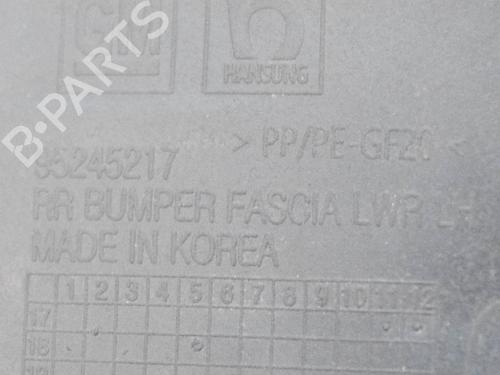 GM
HANSUNG
B-PARTS
> PP/PE-GF20 <
95245217
RR BUMPER FASCIA LWR LH
MADE IN KOREA
1 2 3 4 5 6 7 8 9 10 11 12
17
18